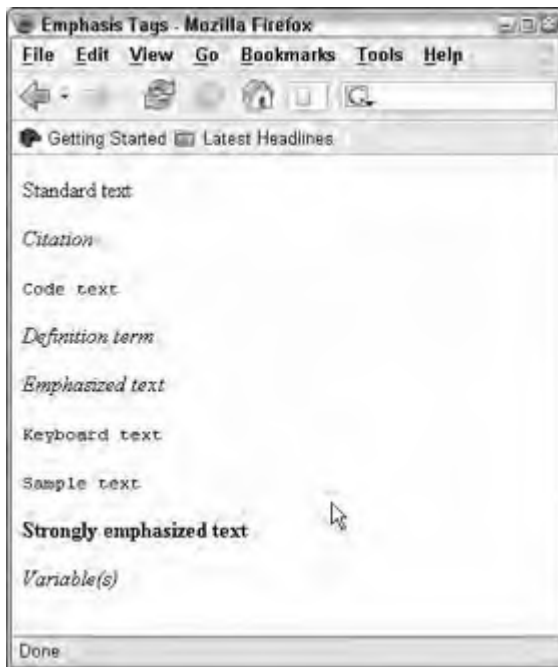 Emphasis Tags - Mozilla Firefox
File Edit View Go Bookmarks Tools Help
G
Getting Started Latest Headlines
Standard text
Citation
Code text
Definition term
Emphasized text
Keyboard text
Sample text
Strongly emphasized text
Variable(s)
Done